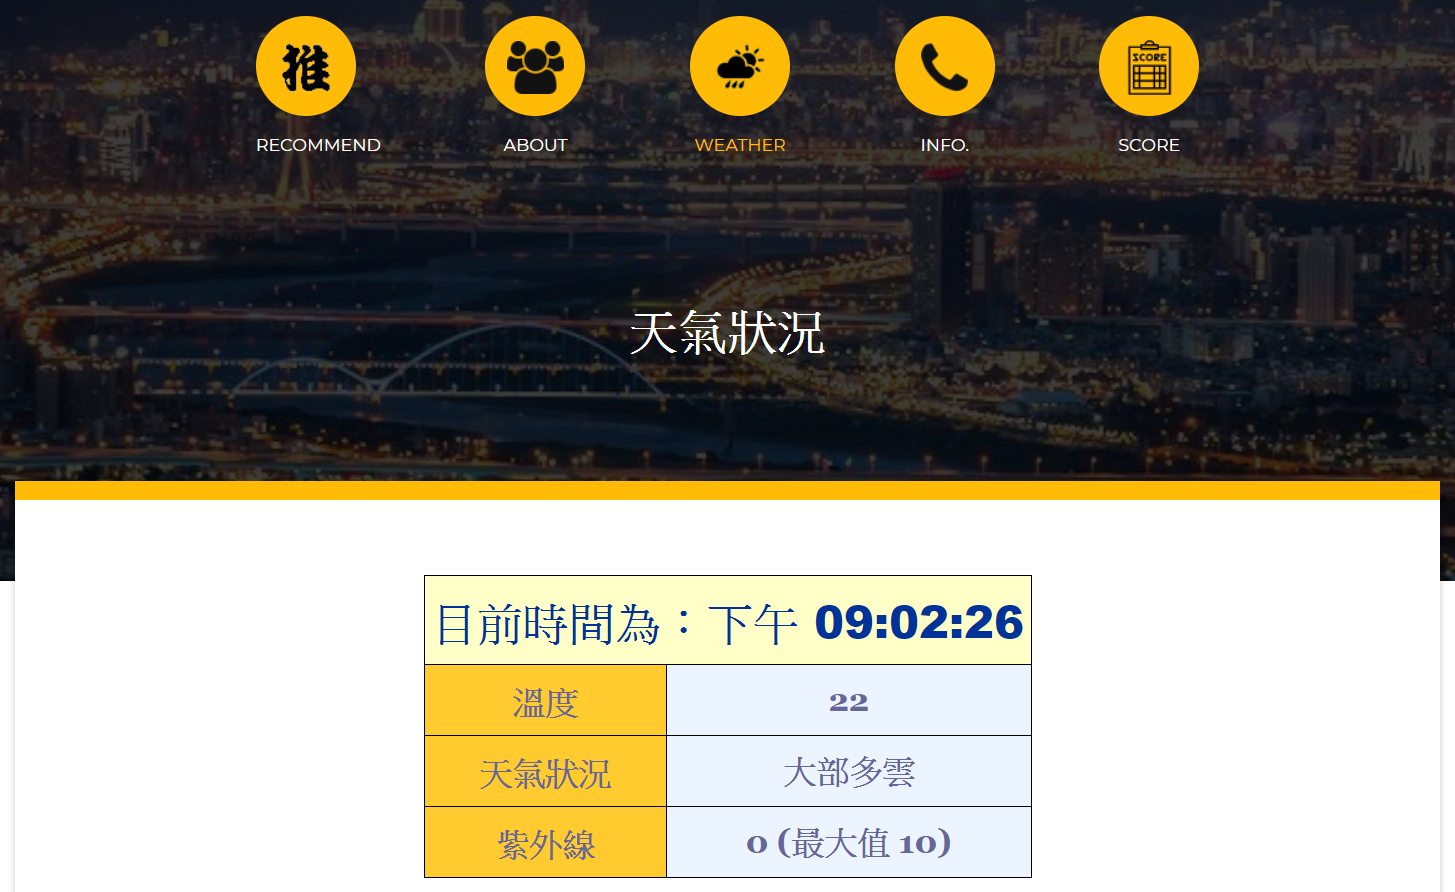 推
SCORE
RECOMMEND
ABOUT
WEATHER
INFO.
SCORE
天氣狀況
目前時間為：下午 09:02:26
溫度 22
天氣狀況 大部多雲
紫外線 0 (最大值 10)